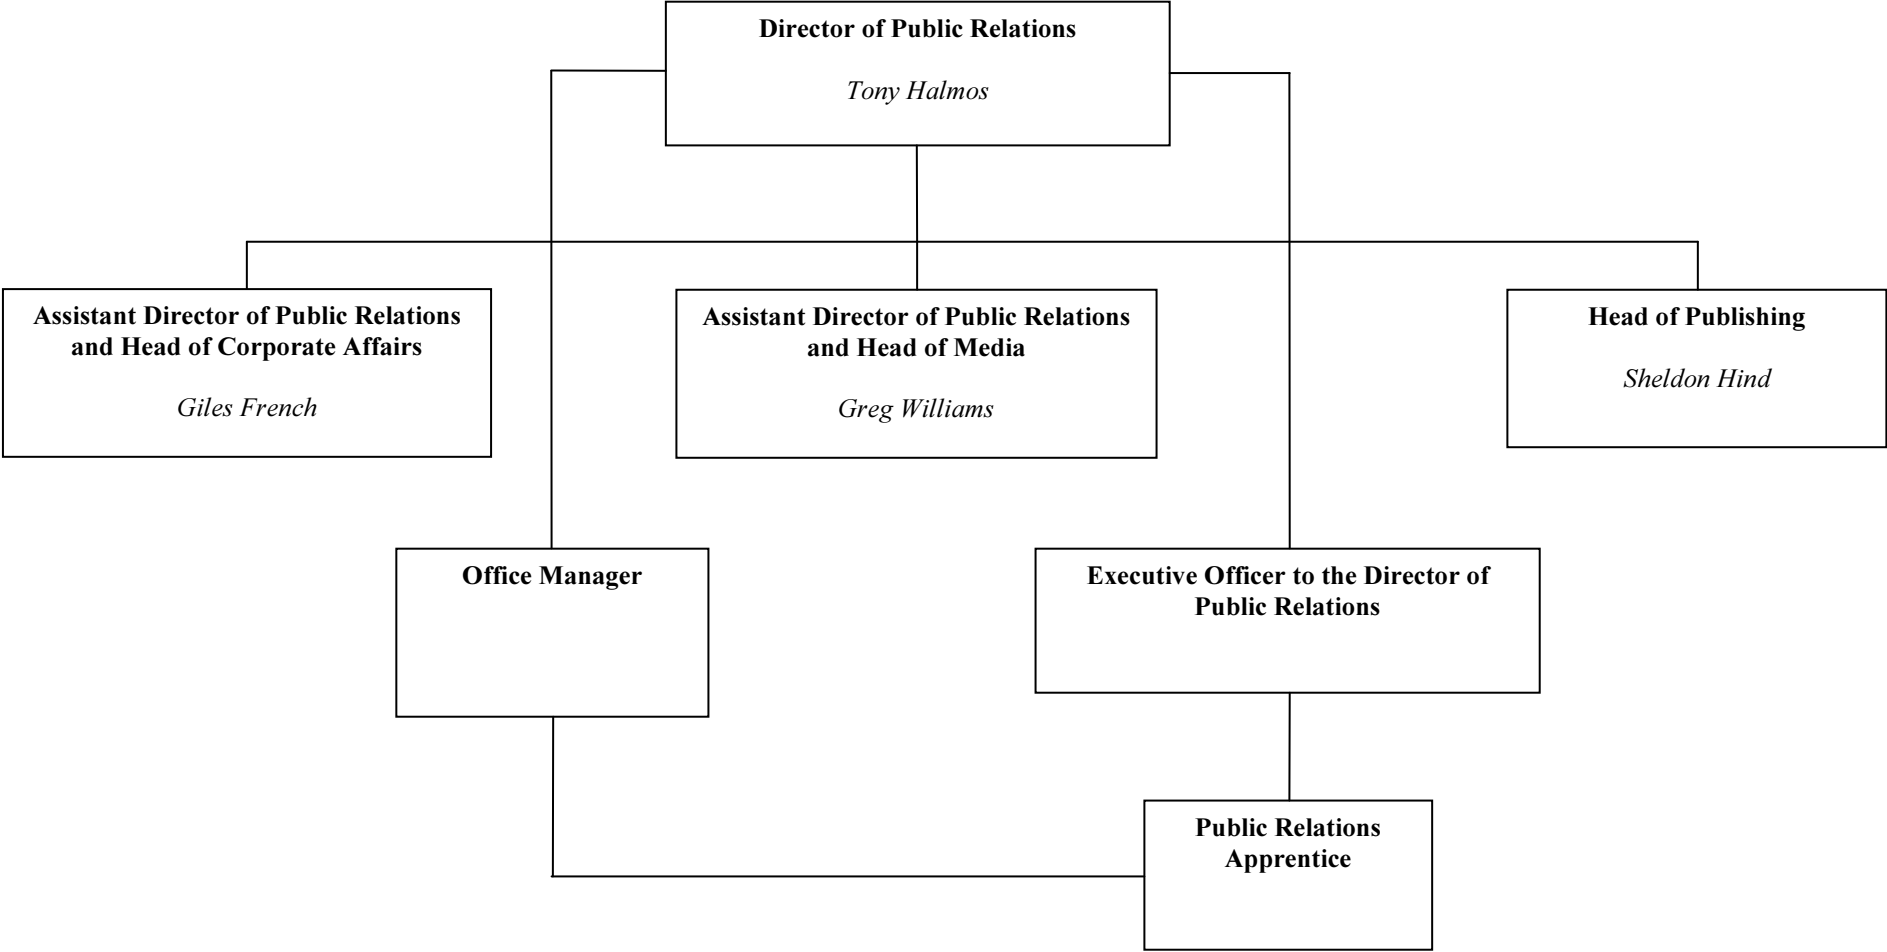 Director of Public Relations
Tony Halmos
Assistant Director of Public Relations
and Head of Corporate Affairs
Giles French
Assistant Director of Public Relations
and Head of Media
Greg Williams
Head of Publishing
Sheldon Hind
Office Manager
Executive Officer to the Director of
Public Relations
Public Relations
Apprentice